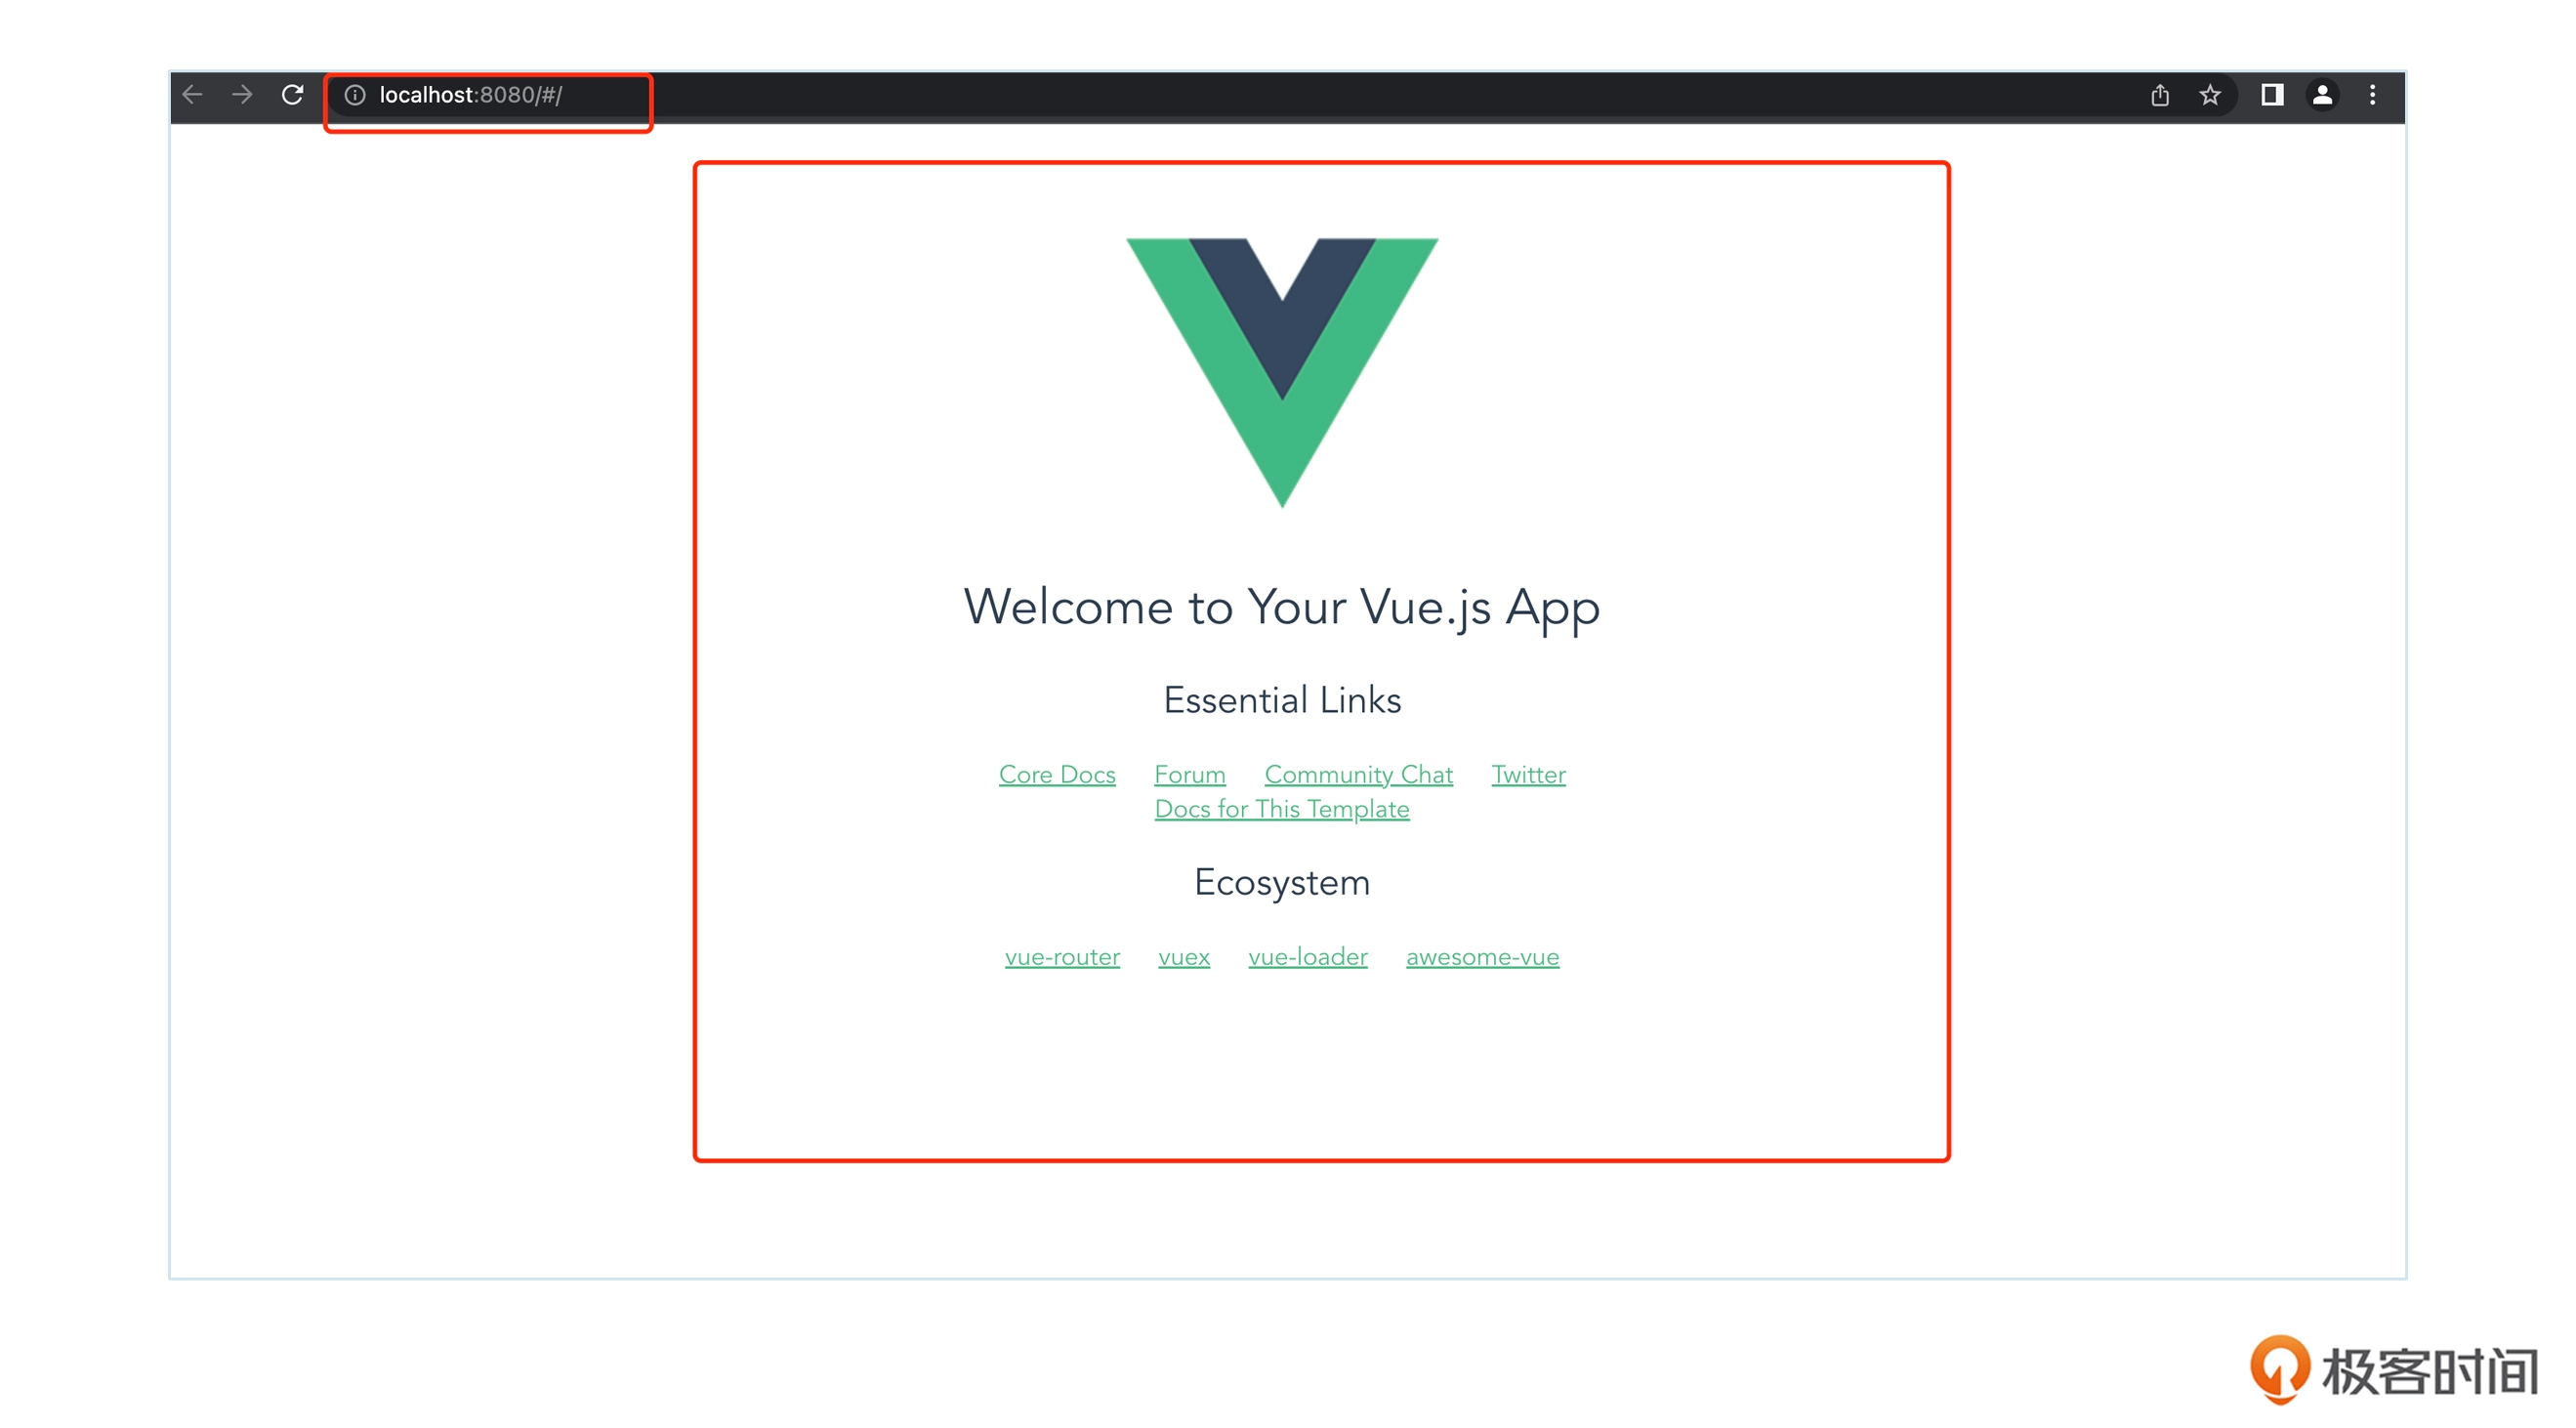 localhost:8080/#/
Welcome to Your Vue.js App
Essential Links
Core Docs Forum Community Chat Twitter
Docs for This Template
Ecosystem
vue-router vuex vue-loader awesome-vue
极客时间